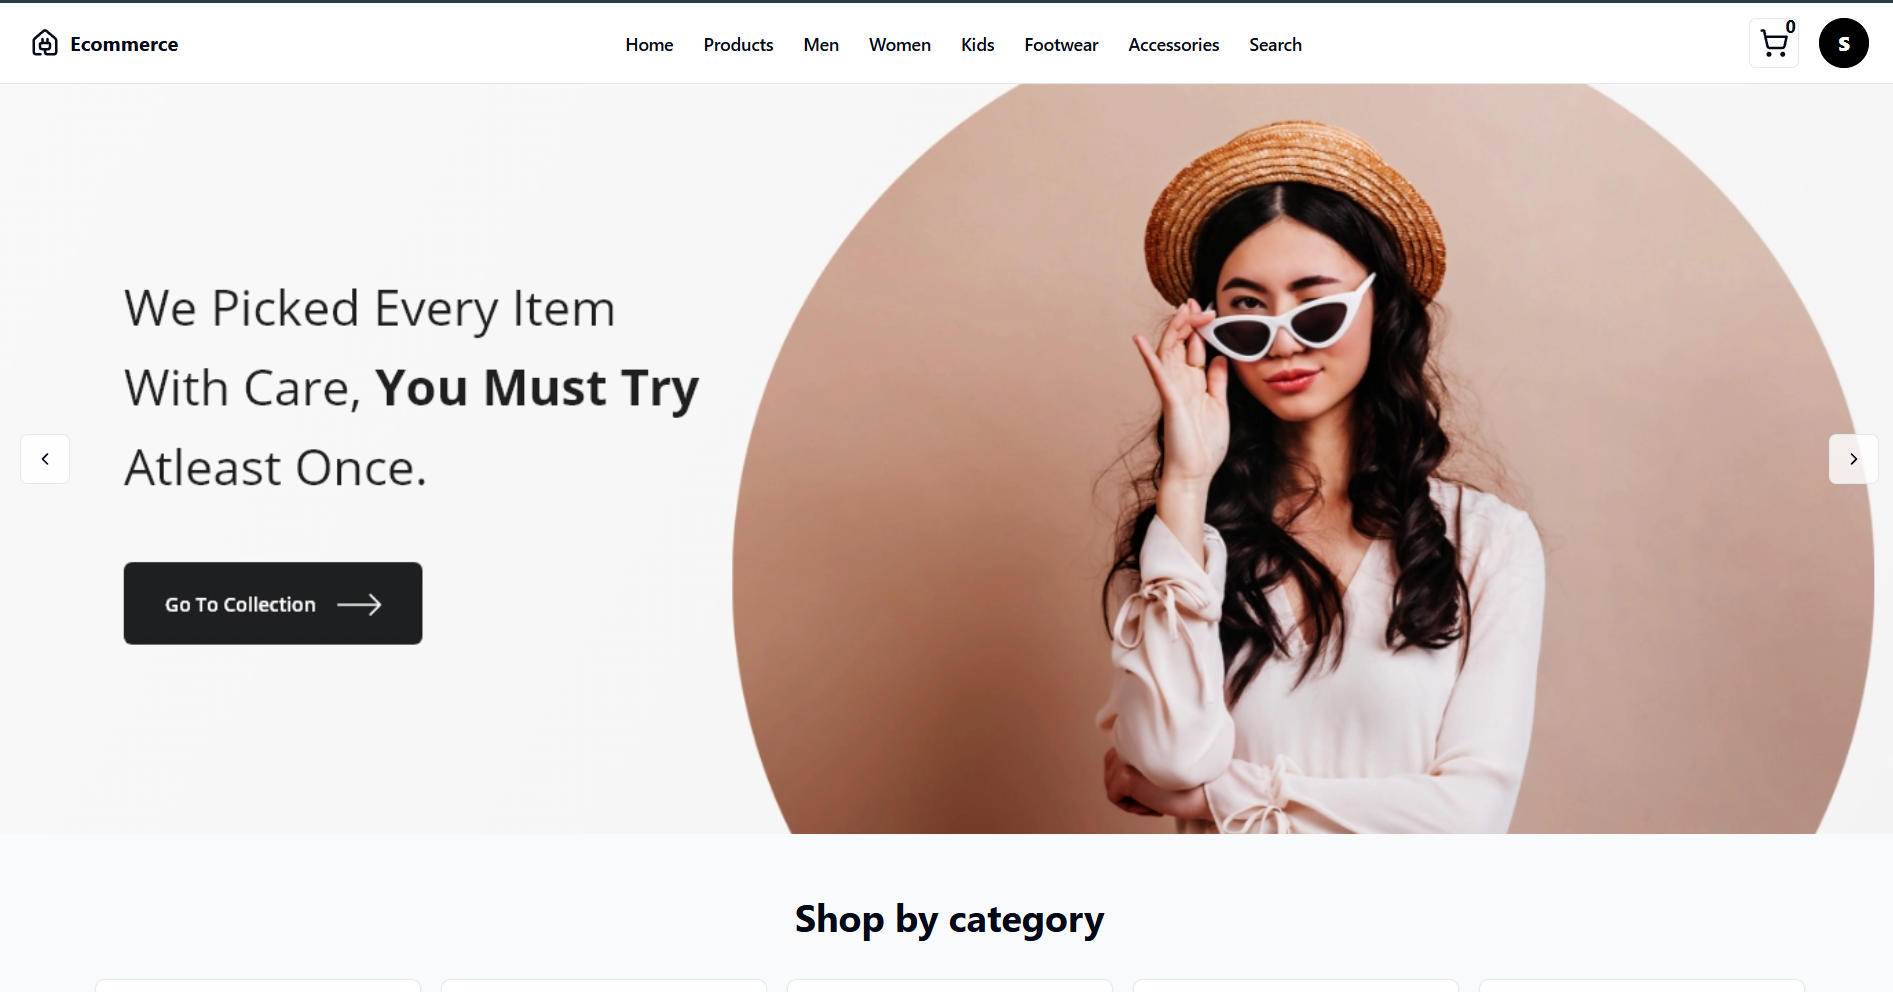 Ecommerce
Home Products Men Women Kids Footwear Accessories Search
0
S
We Picked Every Item
With Care, You Must Try
Atleast Once.
Go To Collection
Shop by category